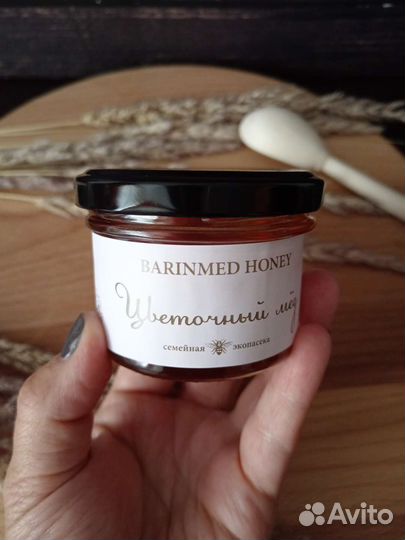 BARINMED HONEY
Цветочный мёд
семейная экопасека
Avito